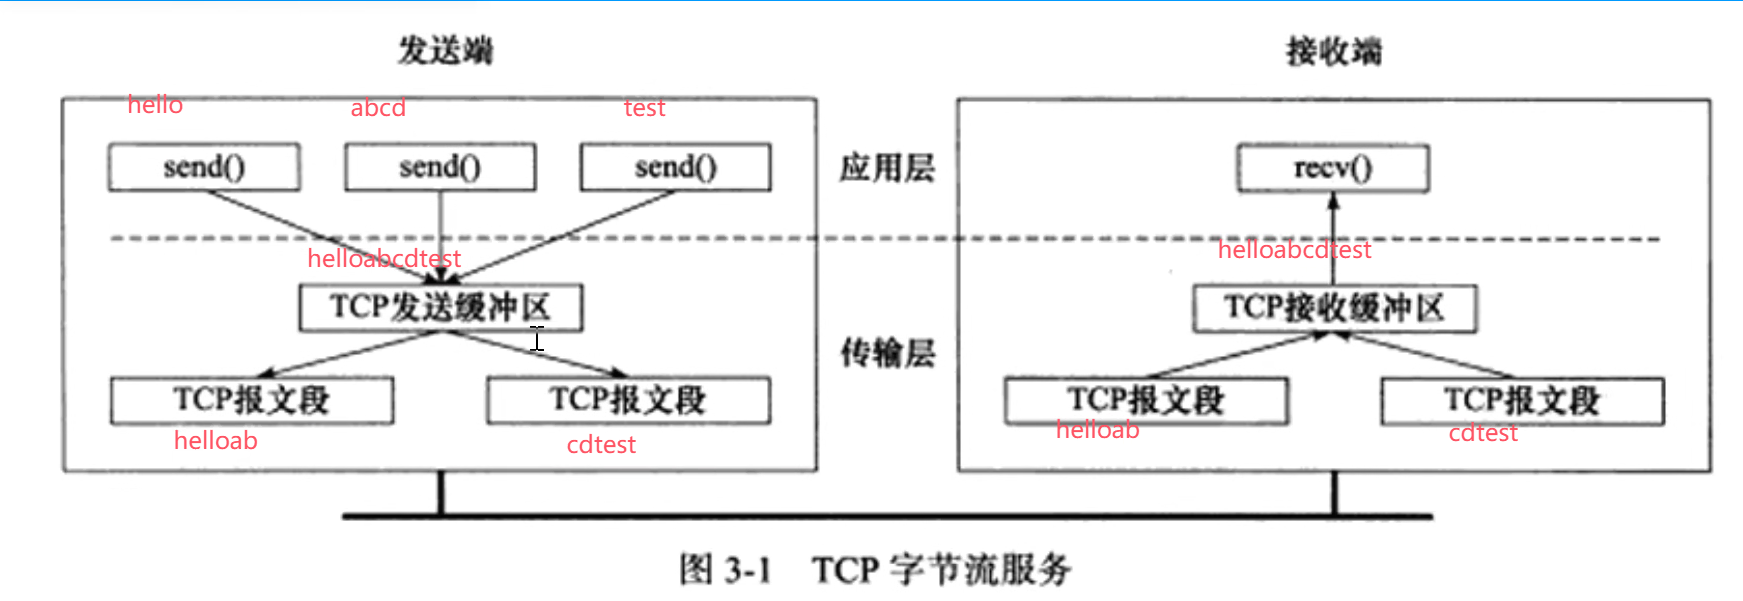 发送端
接收端
hello
abcd
test
send()
send()
send()
应用层
recv()
helloabcdtest
helloabcdtest
TCP发送缓冲区
TCP接收缓冲区
传输层
TCP报文段
TCP报文段
TCP报文段
TCP报文段
helloab
cdtest
helloab
cdtest
图 3-1 TCP 字节流服务